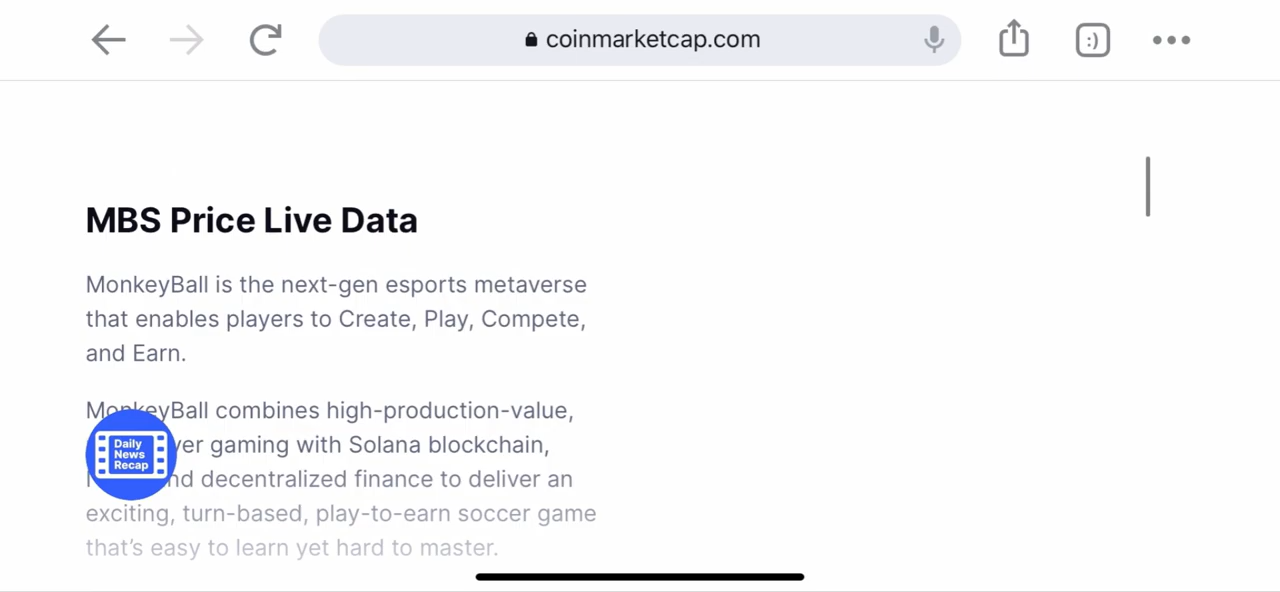 coinmarketcap.com
:)
MBS Price Live Data
MonkeyBall is the next-gen esports metaverse
that enables players to Create, Play, Compete,
and Earn.
MonkeyBall combines high-production-value,
gaming with Solana blockchain,
decentralized finance to deliver an
exciting, turn-based, play-to-earn soccer game
that’s easy to learn yet hard to master.
Daily
News
Recap